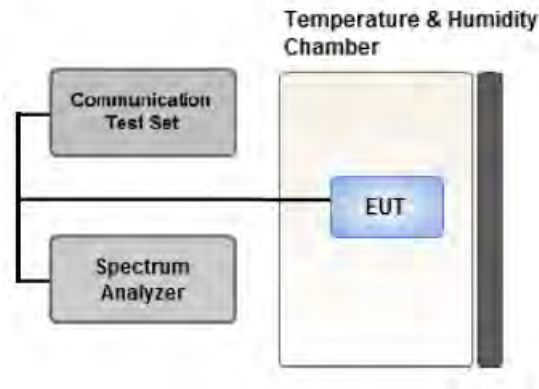 Temperature & Humidity
Chamber
Communication
Test Set
EUT
Spectrum
Analyzer